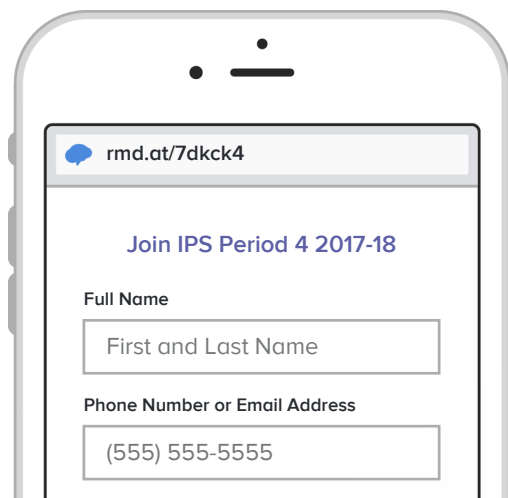 rmd.at/7dkck4
Join IPS Period 4 2017-18
Full Name
First and Last Name
Phone Number or Email Address
(555) 555-5555